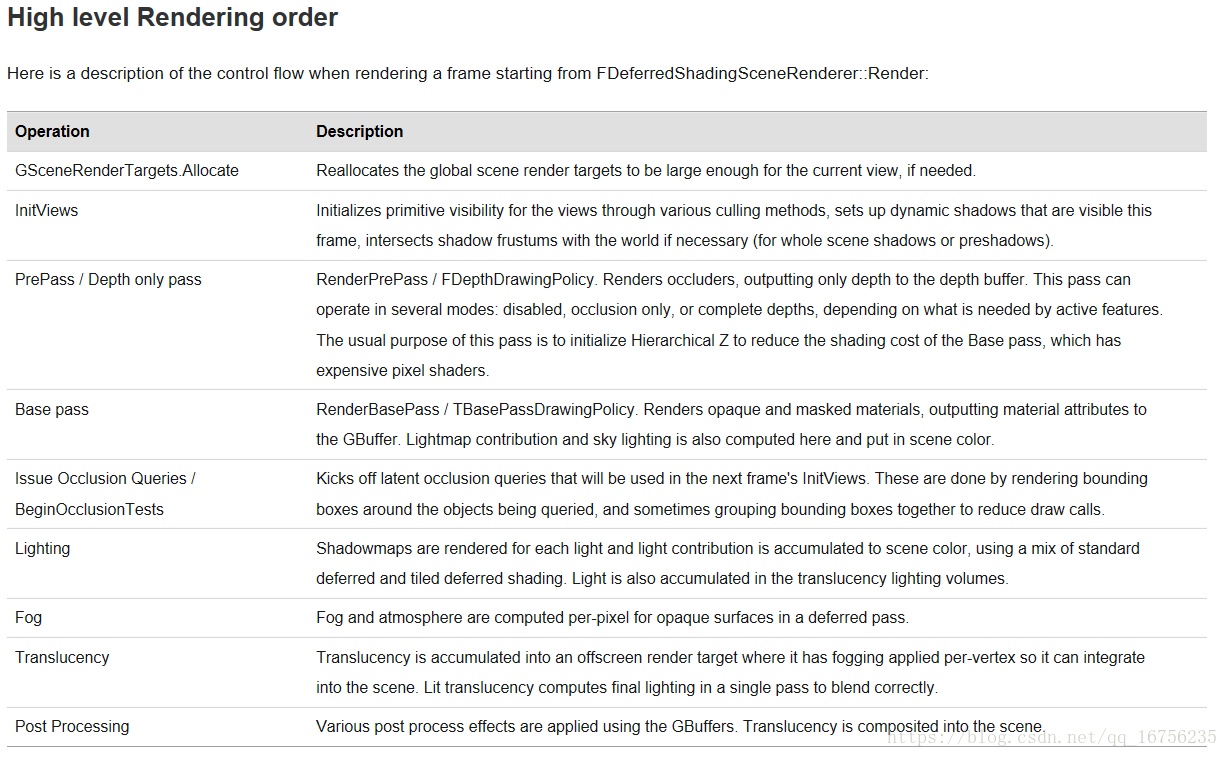 High level Rendering order
Here is a description of the control flow when rendering a frame starting from FDeferredShadingSceneRenderer::Render:
Operation Description
GSceneRenderTargets.Allocate Reallocates the global scene render targets to be large enough for the current view, if needed.
InitViews Initializes primitive visibility for the views through various culling methods, sets up dynamic shadows that are visible this
frame, intersects shadow frustums with the world if necessary (for whole scene shadows or preshadows).
PrePass / Depth only pass RenderPrePass / FDepthDrawingPolicy. Renders occluders, outputting only depth to the depth buffer. This pass can
operate in several modes: disabled, occlusion only, or complete depths, depending on what is needed by active features.
The usual purpose of this pass is to initialize Hierarchical Z to reduce the shading cost of the Base pass, which has
expensive pixel shaders.
Base pass RenderBasePass / TBasePassDrawingPolicy. Renders opaque and masked materials, outputting material attributes to
the GBuffer. Lightmap contribution and sky lighting is also computed here and put in scene color.
Issue Occlusion Queries / Kicks off latent occlusion queries that will be used in the next frame's InitViews. These are done by rendering bounding
BeginOcclusionTests boxes around the objects being queried, and sometimes grouping bounding boxes together to reduce draw calls.
Lighting Shadowmaps are rendered for each light and light contribution is accumulated to scene color, using a mix of standard
deferred and tiled deferred shading. Light is also accumulated in the translucency lighting volumes.
Fog Fog and atmosphere are computed per-pixel for opaque surfaces in a deferred pass.
Translucency Translucency is accumulated into an offscreen render target where it has fogging applied per-vertex so it can integrate
into the scene. Lit translucency computes final lighting in a single pass to blend correctly.
Post Processing Various post process effects are applied using the GBuffers. Translucency is composited into the scene.
https://blog.csdn.net/qq_16756235